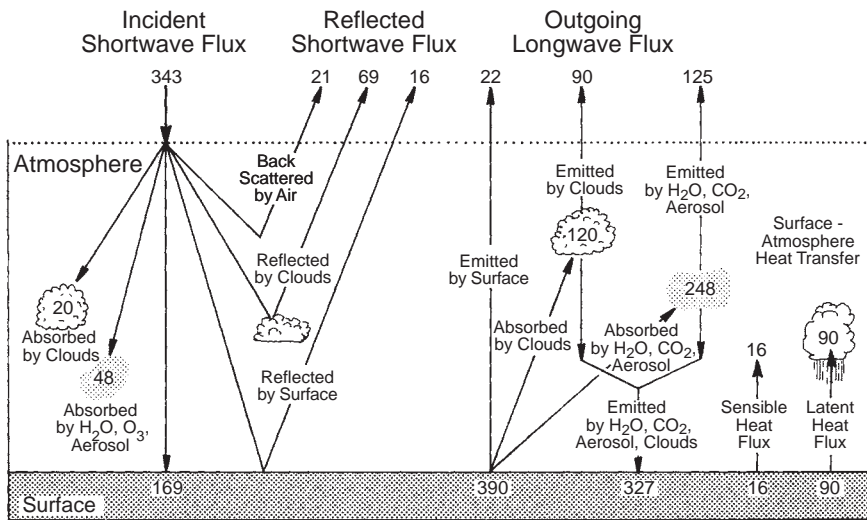 Incident
Shortwave Flux
Reflected
Shortwave Flux
Outgoing
Longwave Flux
343
21
69
16
22
90
125
Atmosphere
Back
Scattered
by Air
Emitted
by Clouds
Emitted
by H2O, CO2,
Aerosol
Surface -
Atmosphere
Heat Transfer
120
Reflected
by Clouds
Emitted
by Surface
248
20
Absorbed
by Clouds
Absorbed
by Clouds
Absorbed
by H2O, CO2,
Aerosol
90
16
48
Reflected
by Surface
Absorbed
by H2O, O3,
Aerosol
Emitted
by H2O, CO2,
Aerosol, Clouds
Sensible
Heat
Flux
Latent
Heat
Flux
169
390
327
16
90
Surface